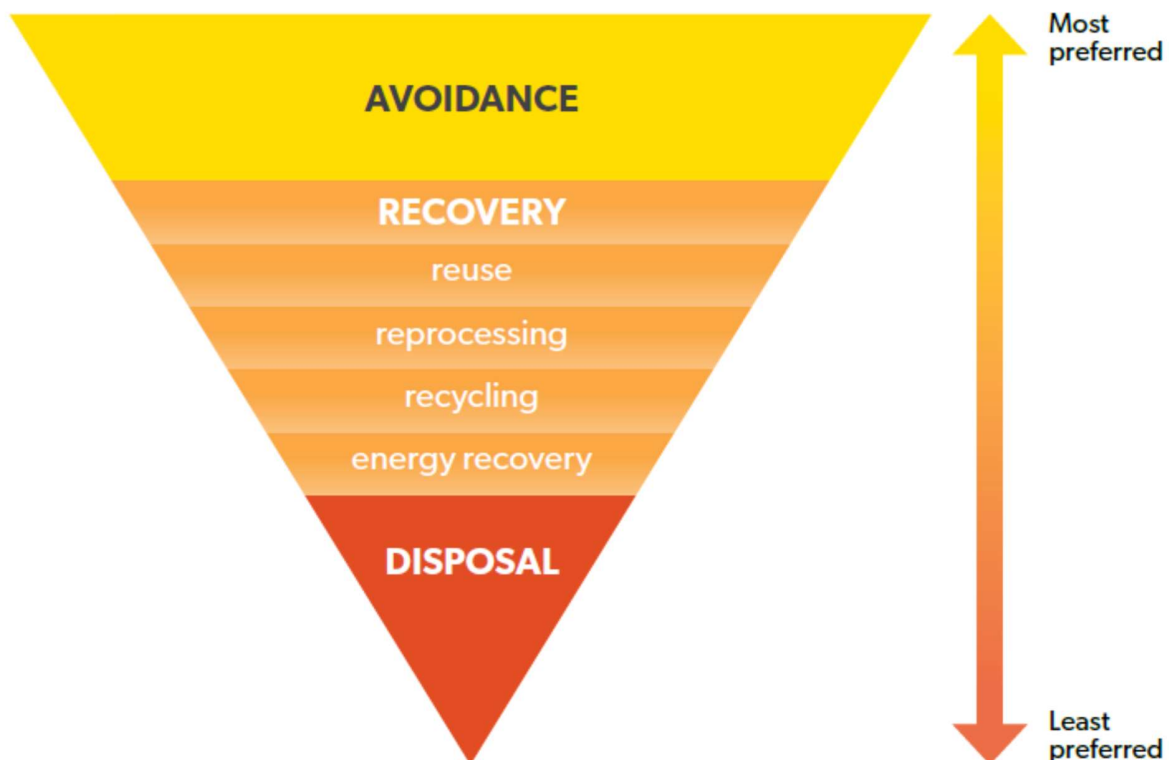 Most
preferred
AVOIDANCE
RECOVERY
reuse
reprocessing
recycling
energy recovery
DISPOSAL
Least
preferred